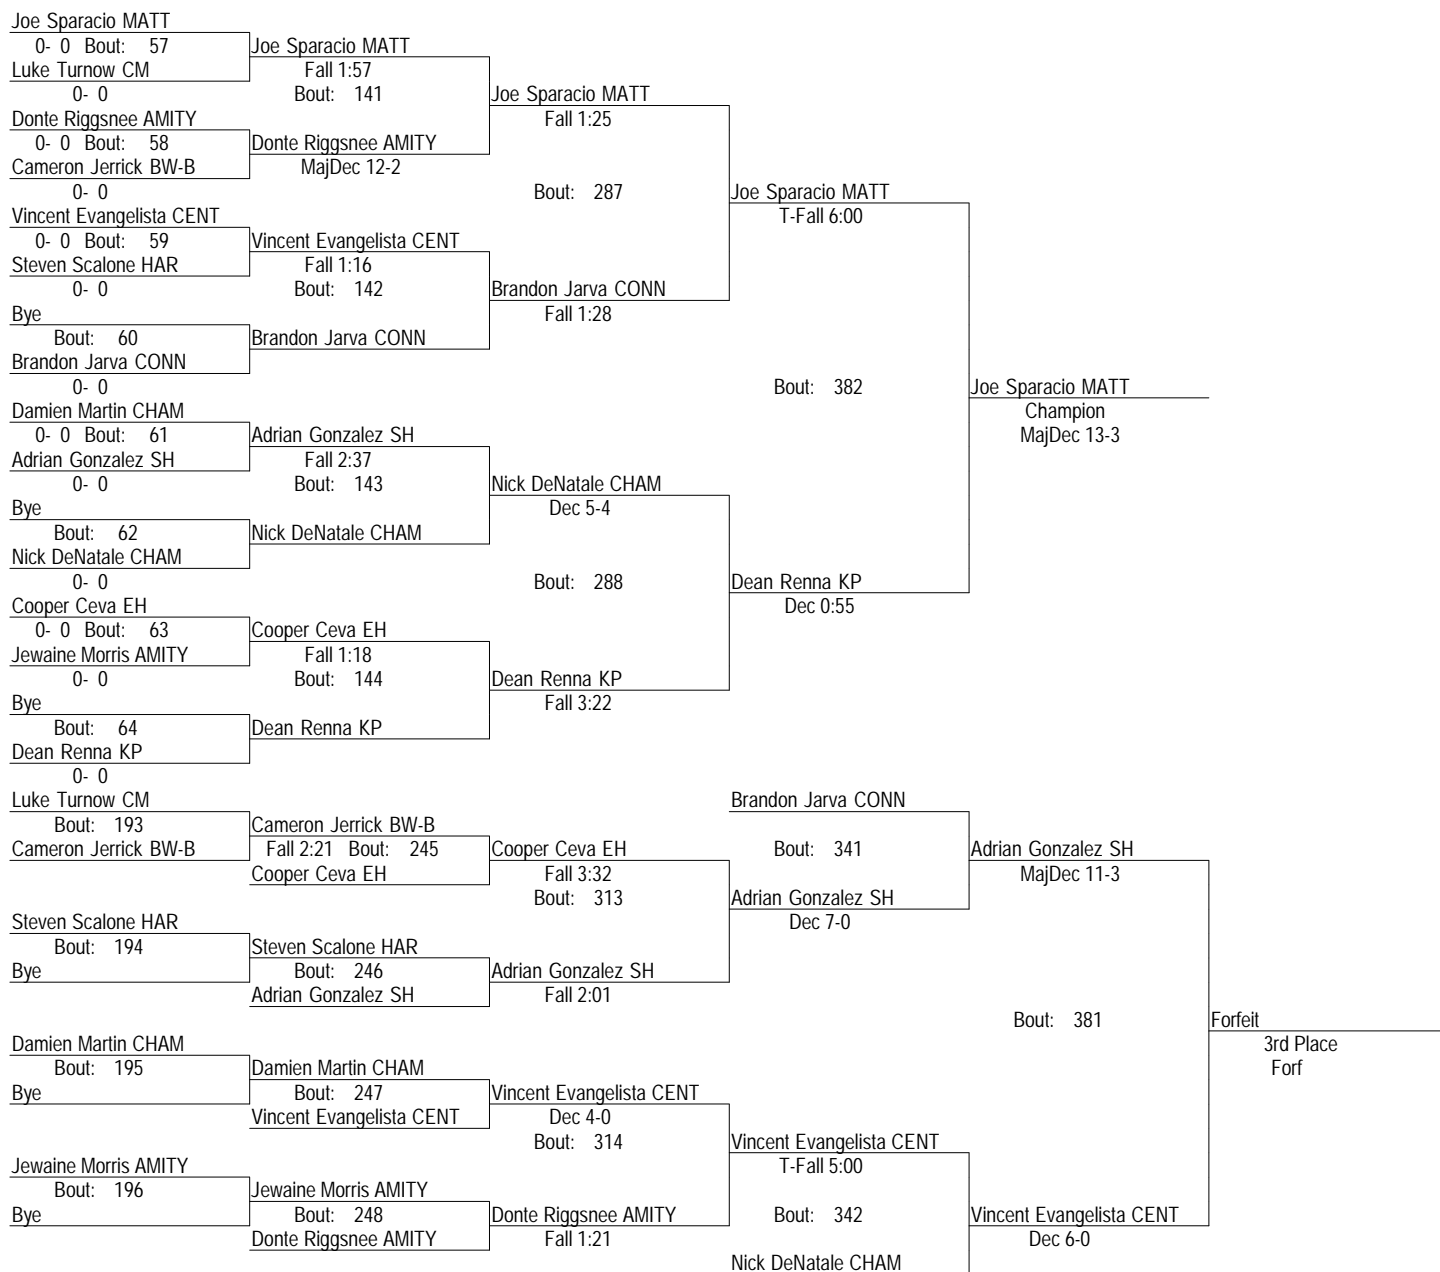 Joe Sparacio MATT
0- 0 Bout: 57 Joe Sparacio MATT
Luke Turnow CM Fall 1:57
0- 0 Bout: 141 Joe Sparacio MATT
Donte Riggsnee AMITY Fall 1:25
0- 0 Bout: 58 Donte Riggsnee AMITY
Cameron Jerrick BW-B MajDec 12-2
0- 0 Bout: 287 Joe Sparacio MATT
Vincent Evangelista CENT T-Fall 6:00
0- 0 Bout: 59 Vincent Evangelista CENT
Steven Scalone HAR Fall 1:16
0- 0 Bout: 142 Brandon Jarva CONN
Bye Fall 1:28
Bout: 60 Brandon Jarva CONN
Brandon Jarva CONN
0- 0 Bout: 382 Joe Sparacio MATT
Damien Martin CHAM Champion
0- 0 Bout: 61 Adrian Gonzalez SH MajDec 13-3
Adrian Gonzalez SH Fall 2:37
0- 0 Bout: 143 Nick DeNatale CHAM
Bye Dec 5-4
Bout: 62 Nick DeNatale CHAM
Nick DeNatale CHAM
0- 0 Bout: 288 Dean Renna KP
Cooper Ceva EH Dec 0:55
0- 0 Bout: 63 Cooper Ceva EH
Jewaine Morris AMITY Fall 1:18
0- 0 Bout: 144 Dean Renna KP
Bye Fall 3:22
Bout: 64 Dean Renna KP
Dean Renna KP
0- 0
Luke Turnow CM Brandon Jarva CONN
Bout: 193 Cameron Jerrick BW-B
Cameron Jerrick BW-B Fall 2:21 Bout: 245 Cooper Ceva EH Bout: 341 Adrian Gonzalez SH
Cooper Ceva EH Fall 3:32 MajDec 11-3
Bout: 313 Adrian Gonzalez SH
Steven Scalone HAR Dec 7-0
Bout: 194 Steven Scalone HAR
Bye Bout: 246 Adrian Gonzalez SH
Adrian Gonzalez SH Fall 2:01
Bout: 381 Forfeit
Damien Martin CHAM 3rd Place
Bout: 195 Damien Martin CHAM Forf
Bye Bout: 247 Vincent Evangelista CENT
Vincent Evangelista CENT Dec 4-0
Bout: 314 Vincent Evangelista CENT
Jewaine Morris AMITY T-Fall 5:00
Bout: 196 Jewaine Morris AMITY
Bye Bout: 248 Donte Riggsnee AMITY Bout: 342 Vincent Evangelista CENT
Donte Riggsnee AMITY Fall 1:21 Dec 6-0
Nick DeNatale CHAM